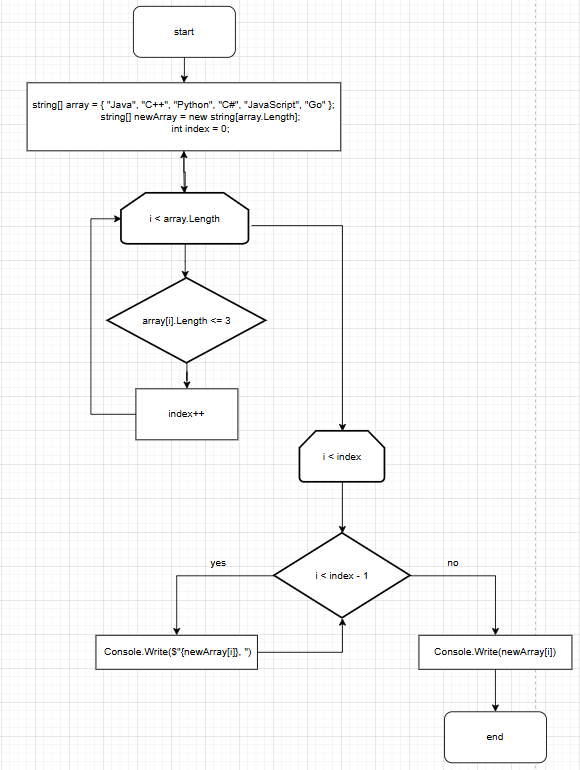 start
string[] array = { "Java", "C++", "Python", "C#", "JavaScript", "Go" };
string[] newArray = new string[array.Length];
int index = 0;
i < array.Length
array[i].Length <= 3
index++
i < index
i < index - 1
yes
no
Console.Write($"{newArray[i]}, ")
Console.Write(newArray[i])
end